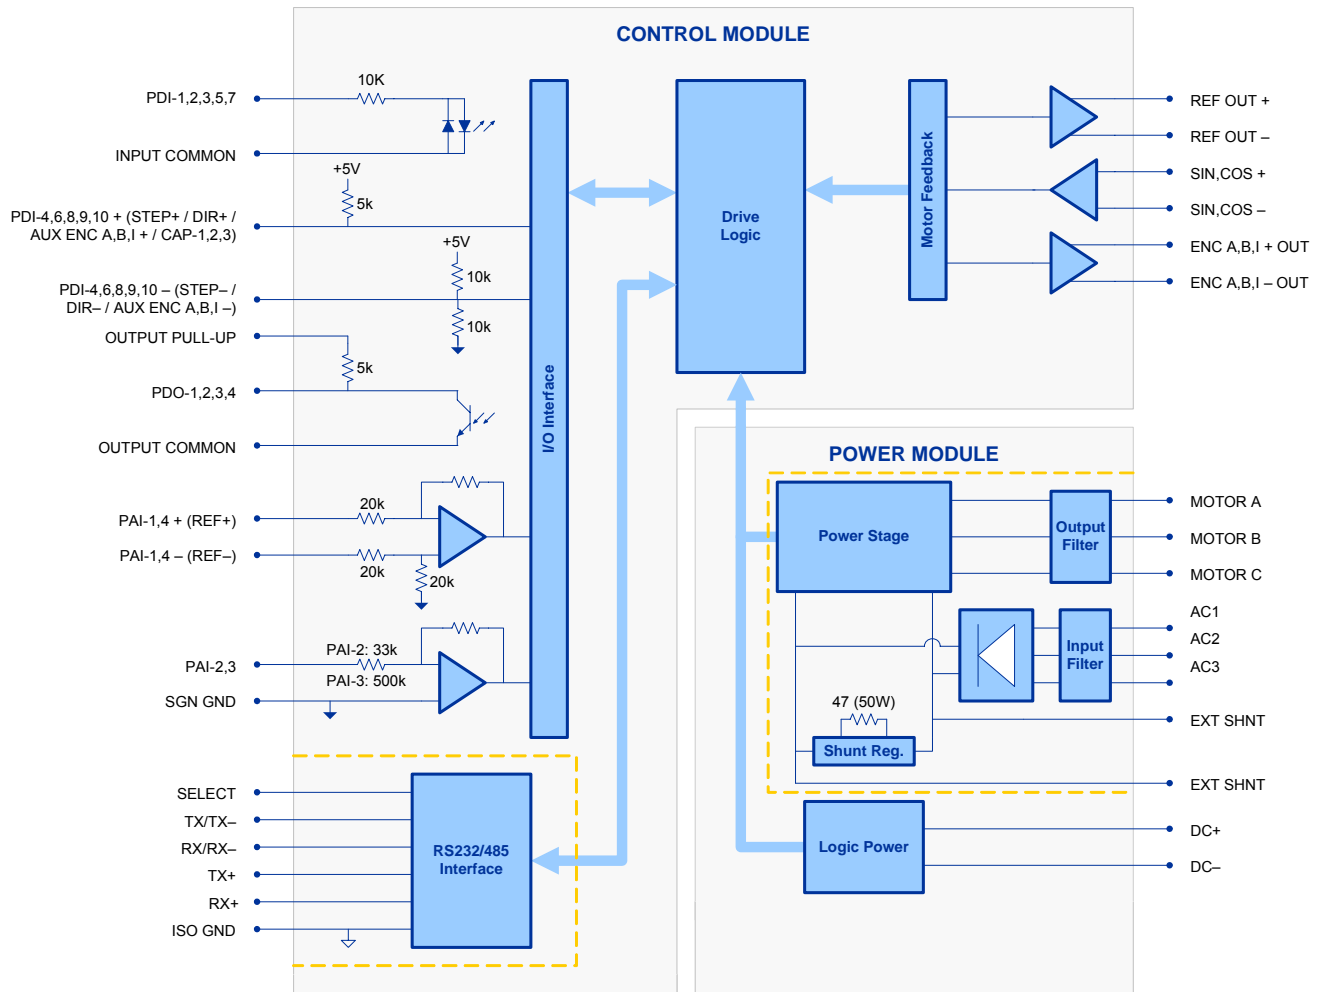 CONTROL MODULE
PDI-1,2,3,5,7
10K
INPUT COMMON
+5V
5k
PDI-4,6,8,9,10 + (STEP+ / DIR+ /
AUX ENC A,B,I + / CAP-1,2,3)
+5V
10k
PDI-4,6,8,9,10 – (STEP– /
DIR– / AUX ENC A,B,I –)
10k
OUTPUT PULL-UP
5k
PDO-1,2,3,4
OUTPUT COMMON
20k
PAI-1,4 + (REF+)
PAI-1,4 – (REF–)
20k
20k
PAI-2: 33k
PAI-2,3
PAI-3: 500k
SGN GND
I/O Interface
SELECT
TX/TX–
RX/RX–
TX+
RX+
ISO GND
RS232/485
Interface
Drive
Logic
Motor Feedback
REF OUT +
REF OUT –
SIN,COS +
SIN,COS –
ENC A,B,I + OUT
ENC A,B,I – OUT
POWER MODULE
Power Stage
Output
Filter
MOTOR A
MOTOR B
MOTOR C
Input
Filter
AC1
AC2
AC3
47 (50W)
Shunt Reg.
EXT SHNT
EXT SHNT
Logic Power
DC+
DC–